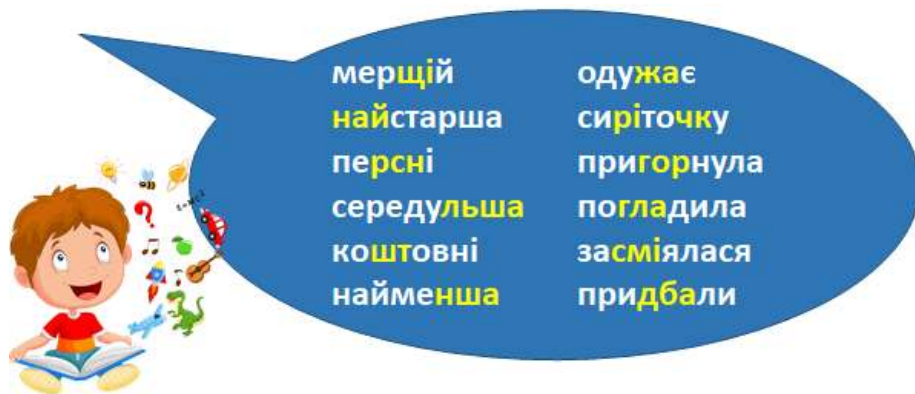 мерщій
найстарша
персні
середульша
коштовні
найменша
одужає
сиріточку
пригорнула
погладила
засміялася
придбали